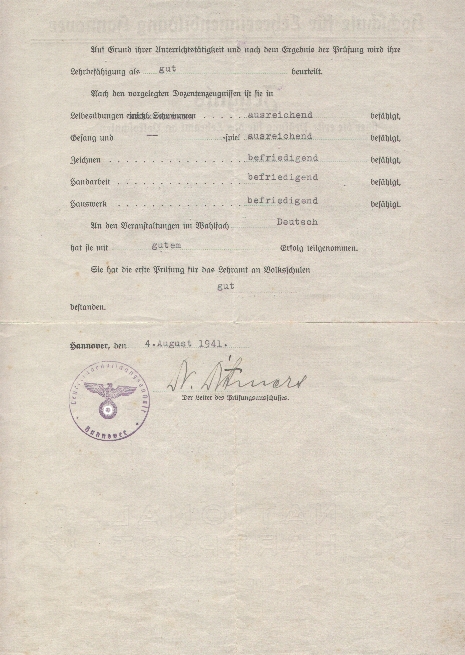 Auf Grund ihrer Unterrichtstätigkeit und nach dem Ergebnis der Prüfung wird ihre
Lehrbefähigung als gut beurteilt.
Nach den vorgelegten Dozentenzeugnissen ist sie in
Leibesübungen einschl. Schwimmen . . . . . ausreichend befähigt,
Gesang und — -spiel ausreichend befähigt,
Zeichnen . . . . . . . . . . . . befriedigend befähigt,
Handarbeit . . . . . . . . . . . befriedigend befähigt,
Hauswerk . . . . . . . . . . . befriedigend befähigt.
An den Veranstaltungen im Wahlfach Deutsch
hat sie mit gutem Erfolg teilgenommen.
Sie hat die erste Prüfung für das Lehramt an Volksschulen
gut
bestanden.
Hannover, den 4. August 1941.
Der Leiter des Prüfungsausschusses.
Hannover